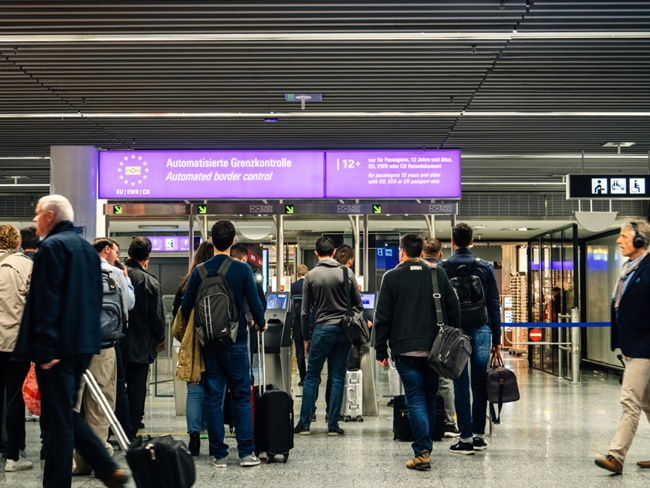 Automatisierte Grenzkontrolle
Automated border control
EU | EWR | CH
12+
nur für Passagiere, 12 Jahre und älter,
EU, EWR oder CH Reisedokument
for passengers 12 years and older
with EU, EEA or CH passport only